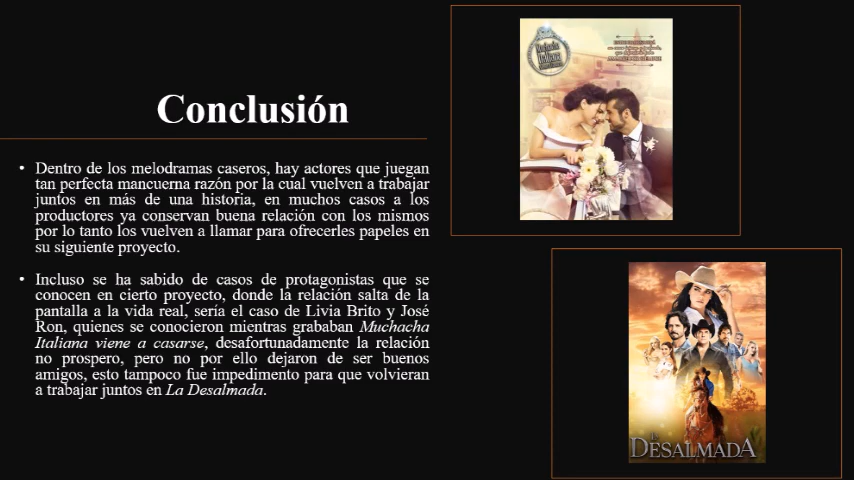 Conclusión
• Dentro de los melodramas caseros, hay actores que juegan
tan perfecta mancuerna razón por la cual vuelven a trabajar
juntos en más de una historia, en muchos casos a los
productores ya conservan buena relación con los mismos
por lo tanto los vuelven a llamar para ofrecerles papeles en
su siguiente proyecto.
• Incluso se ha sabido de casos de protagonistas que se
conocen en cierto proyecto, donde la relación salta de la
pantalla a la vida real, sería el caso de Livia Brito y José
Ron, quienes se conocieron mientras grababan Muchacha
Italiana viene a casarse, desafortunadamente la relación
no prospero, pero no por ello dejaron de ser buenos
amigos, esto tampoco fue impedimento para que volvieran
a trabajar juntos en La Desalmada.
Muchacha
Italiana
DESALMADA